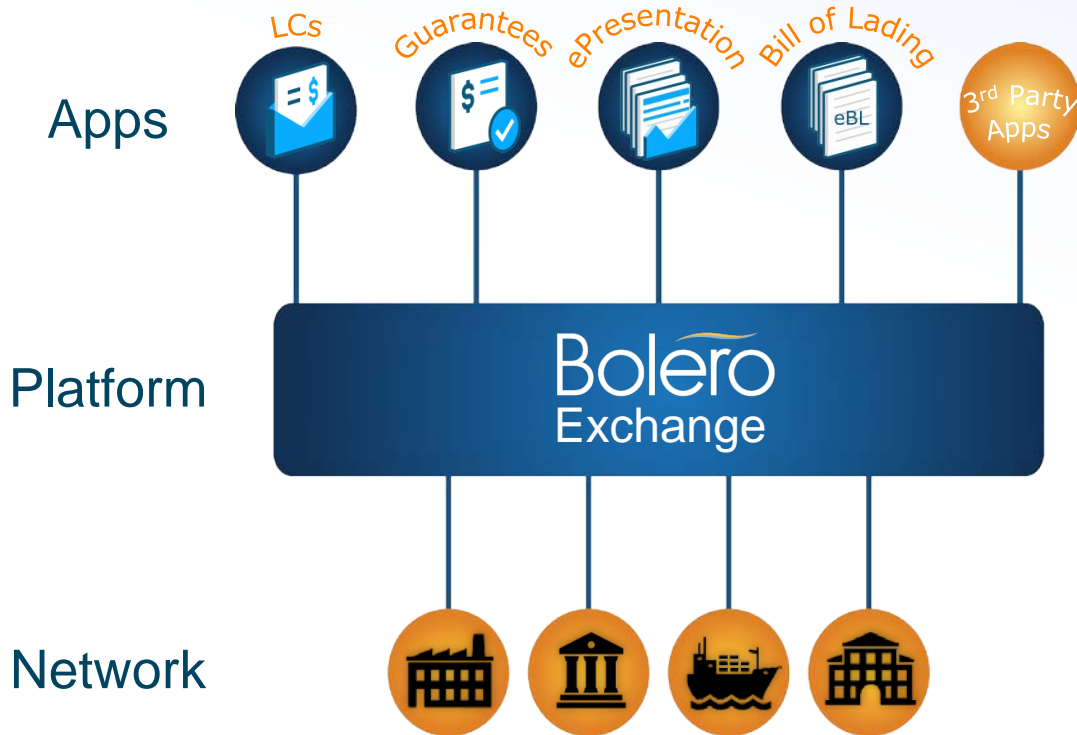 LCs
Guarantees
ePresentation
Bill of Lading
Apps
= $
$ =
eBL
3rd Party
Apps
Platform
Bolero
Exchange
Network